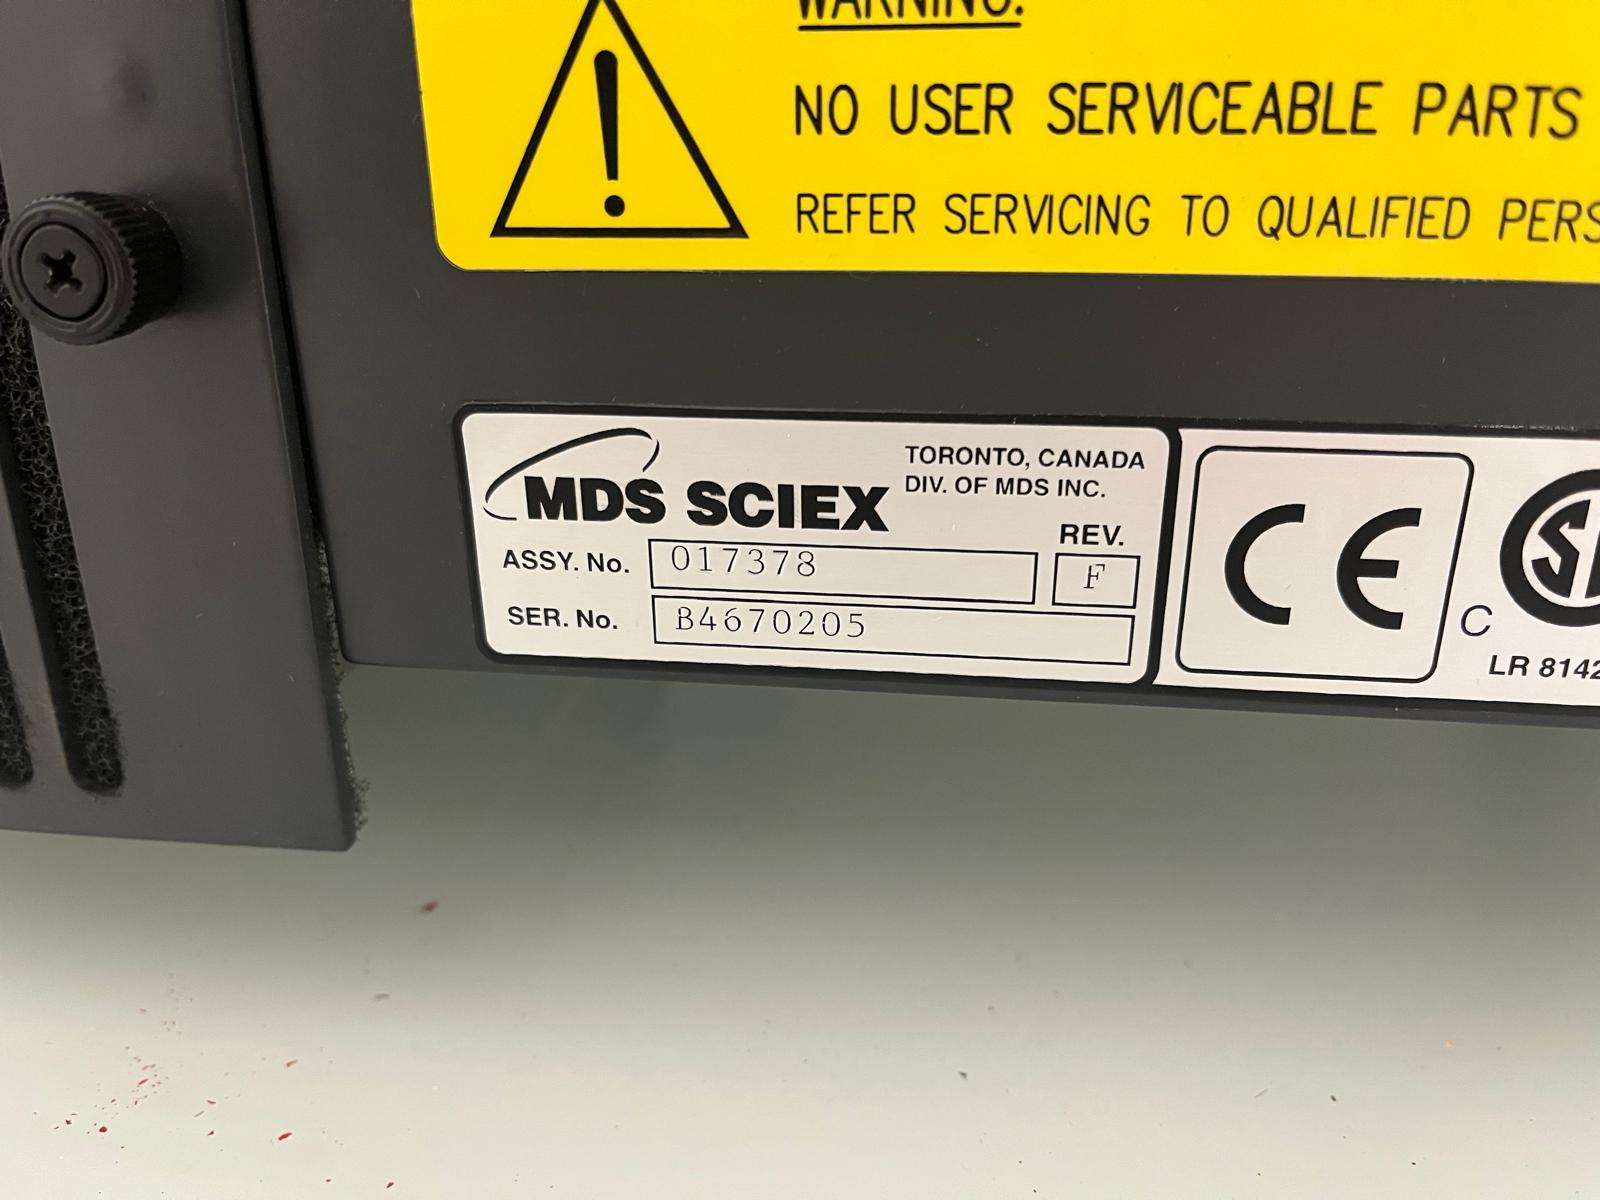 WARNING:
NO USER SERVICEABLE PARTS
REFER SERVICING TO QUALIFIED
MDS SCIEX
TORONTO, CANADA
DIV. OF MDS INC.
REV.
ASSY. No. 017378 F
SER. No. B4670205
CE
C
LR 8142